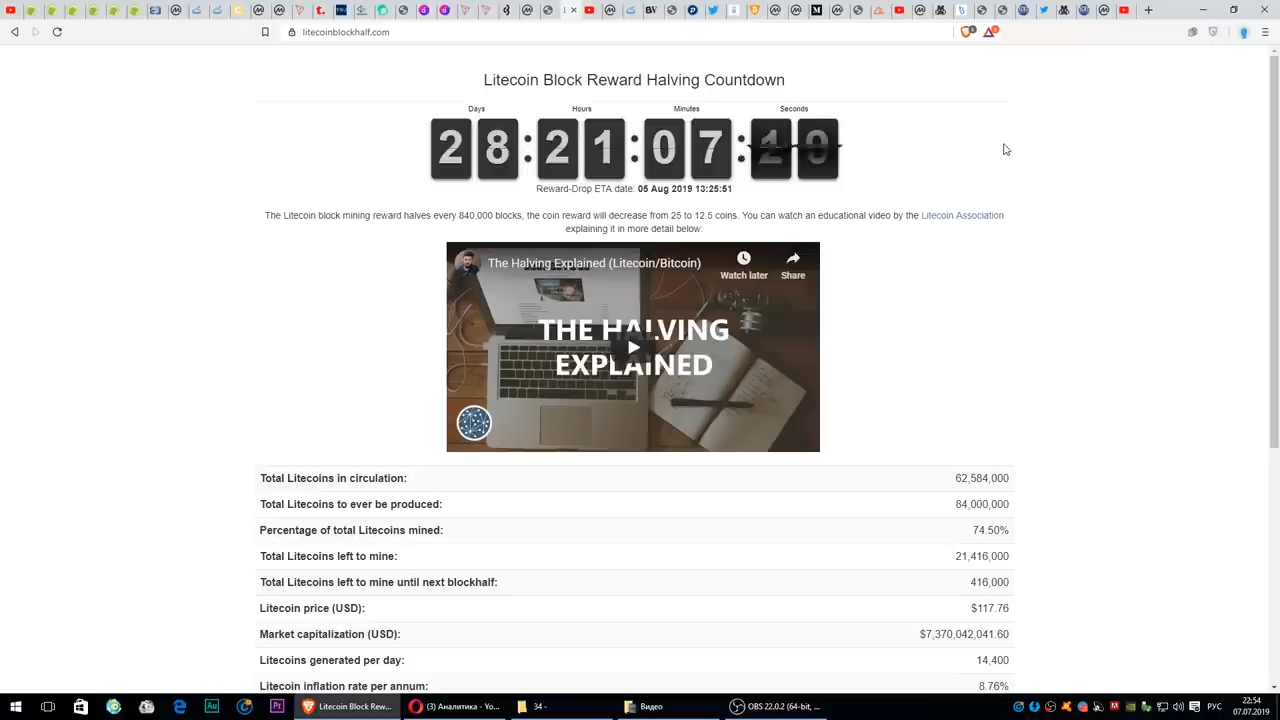 litecoinblockhalf.com
Litecoin Block Reward Halving Countdown
Days Hours Minutes Seconds
28:21:07:19
Reward-Drop ETA date: 05 Aug 2019 13:25:51
The Litecoin block mining reward halves every 840,000 blocks, the coin reward will decrease from 25 to 12.5 coins. You can watch an educational video by the Litecoin Association
explaining it in more detail below:
The Halving Explained (Litecoin/Bitcoin)
Watch later Share
THE HALVING
EXPLAINED
Total Litecoins in circulation: 62,584,000
Total Litecoins to ever be produced: 84,000,000
Percentage of total Litecoins mined: 74.50%
Total Litecoins left to mine: 21,416,000
Total Litecoins left to mine until next blockhalf: 416,000
Litecoin price (USD): $117.76
Market capitalization (USD): $7,370,042,041.60
Litecoins generated per day: 14,400
Litecoin inflation rate per annum: 8.76%
Litecoin Block Rew... (3) Аналитика - Yo... 34 - Видео OBS 22.0.2 (64-bit, ... РУС 22:54
07.07.2019